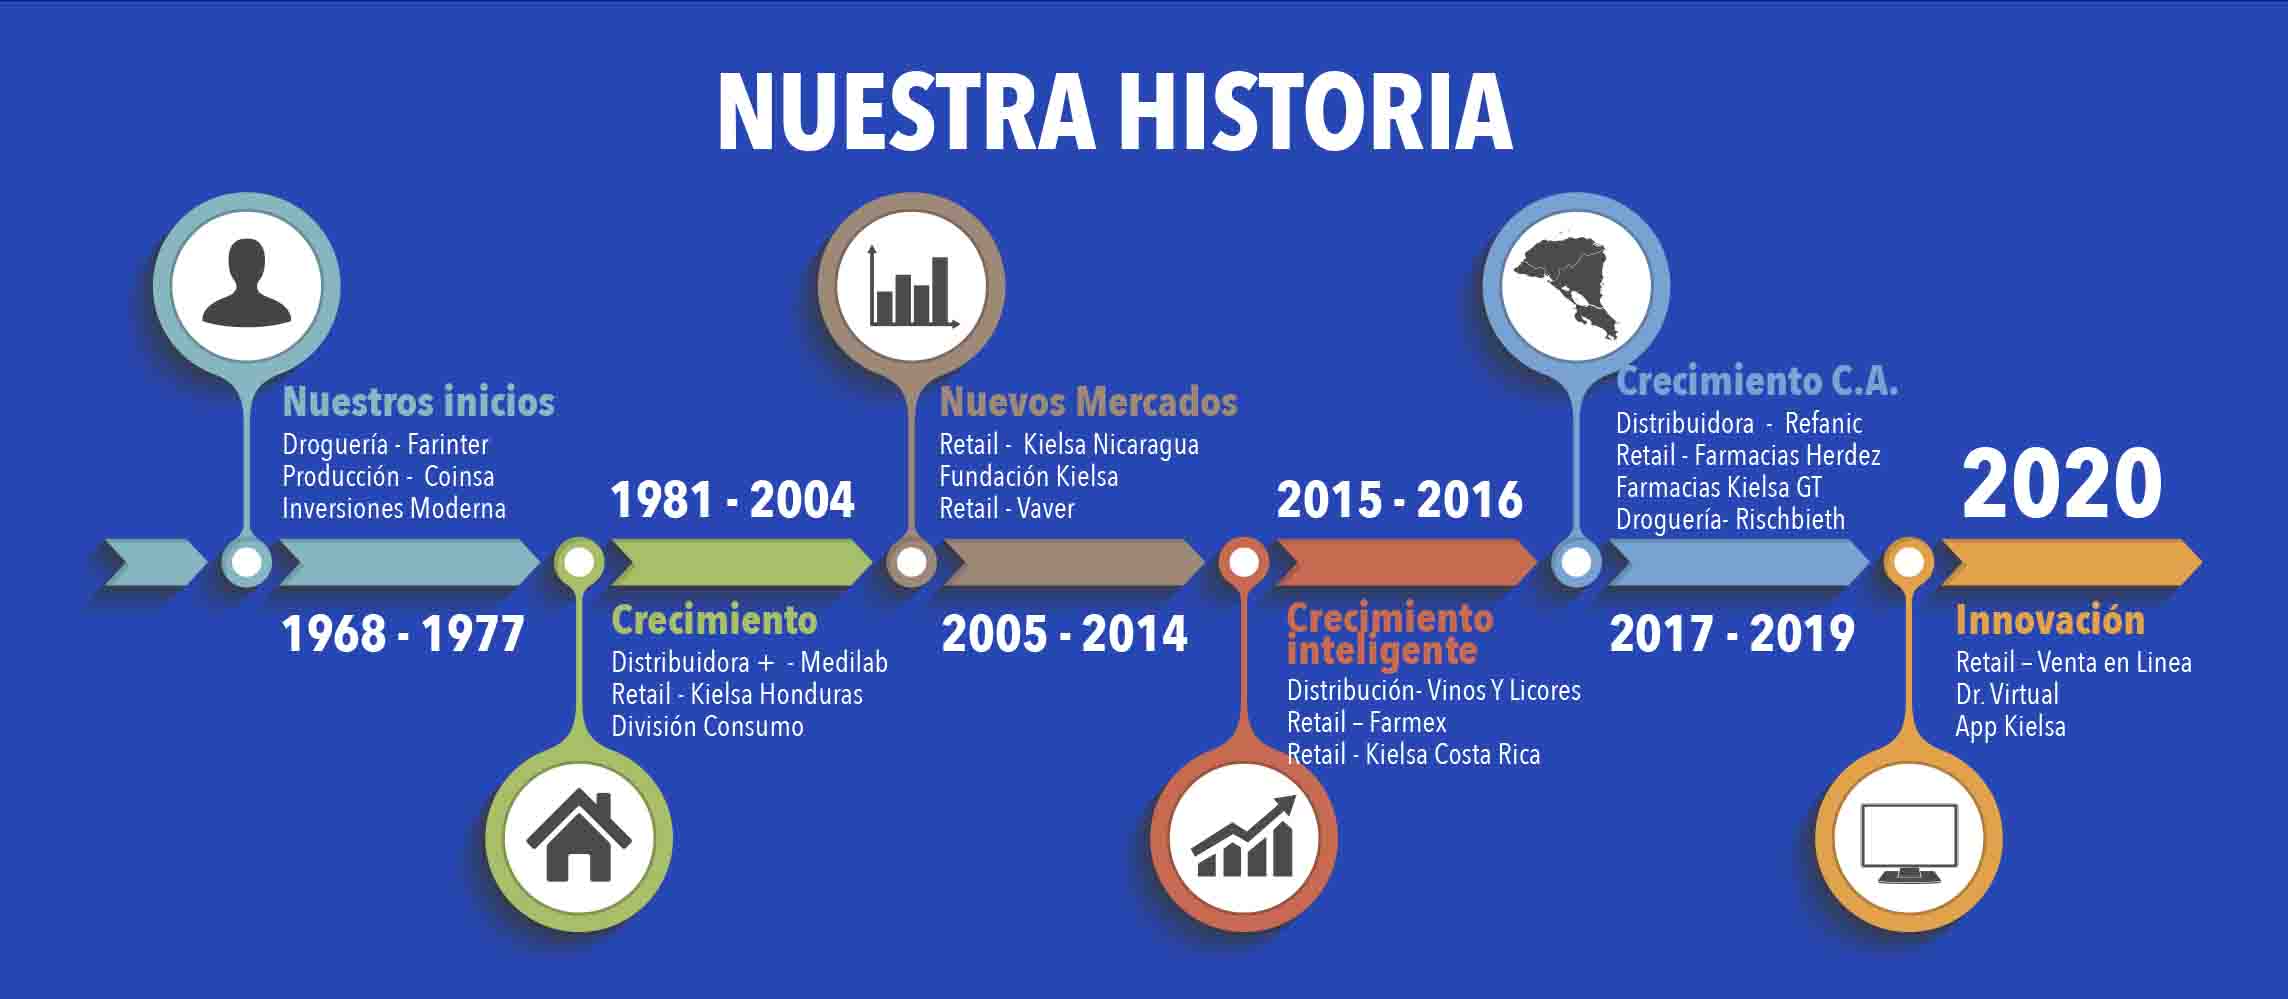 NUESTRA HISTORIA
Nuestros inicios
Droguería - Farinter
Producción - Coinsa
Inversiones Moderna
1968 - 1977
1981 - 2004
Crecimiento
Distribuidora + - Medilab
Retail - Kielsa Honduras
División Consumo
Nuevos Mercados
Retail - Kielsa Nicaragua
Fundación Kielsa
Retail - Vaver
2005 - 2014
2015 - 2016
Crecimiento
inteligente
Distribución- Vinos Y Licores
Retail – Farmex
Retail - Kielsa Costa Rica
Crecimiento C.A.
Distribuidora - Refanic
Retail - Farmacias Herdez
Farmacias Kielsa GT
Droguería- Rischbieth
2017 - 2019
2020
Innovación
Retail – Venta en Linea
Dr. Virtual
App Kielsa